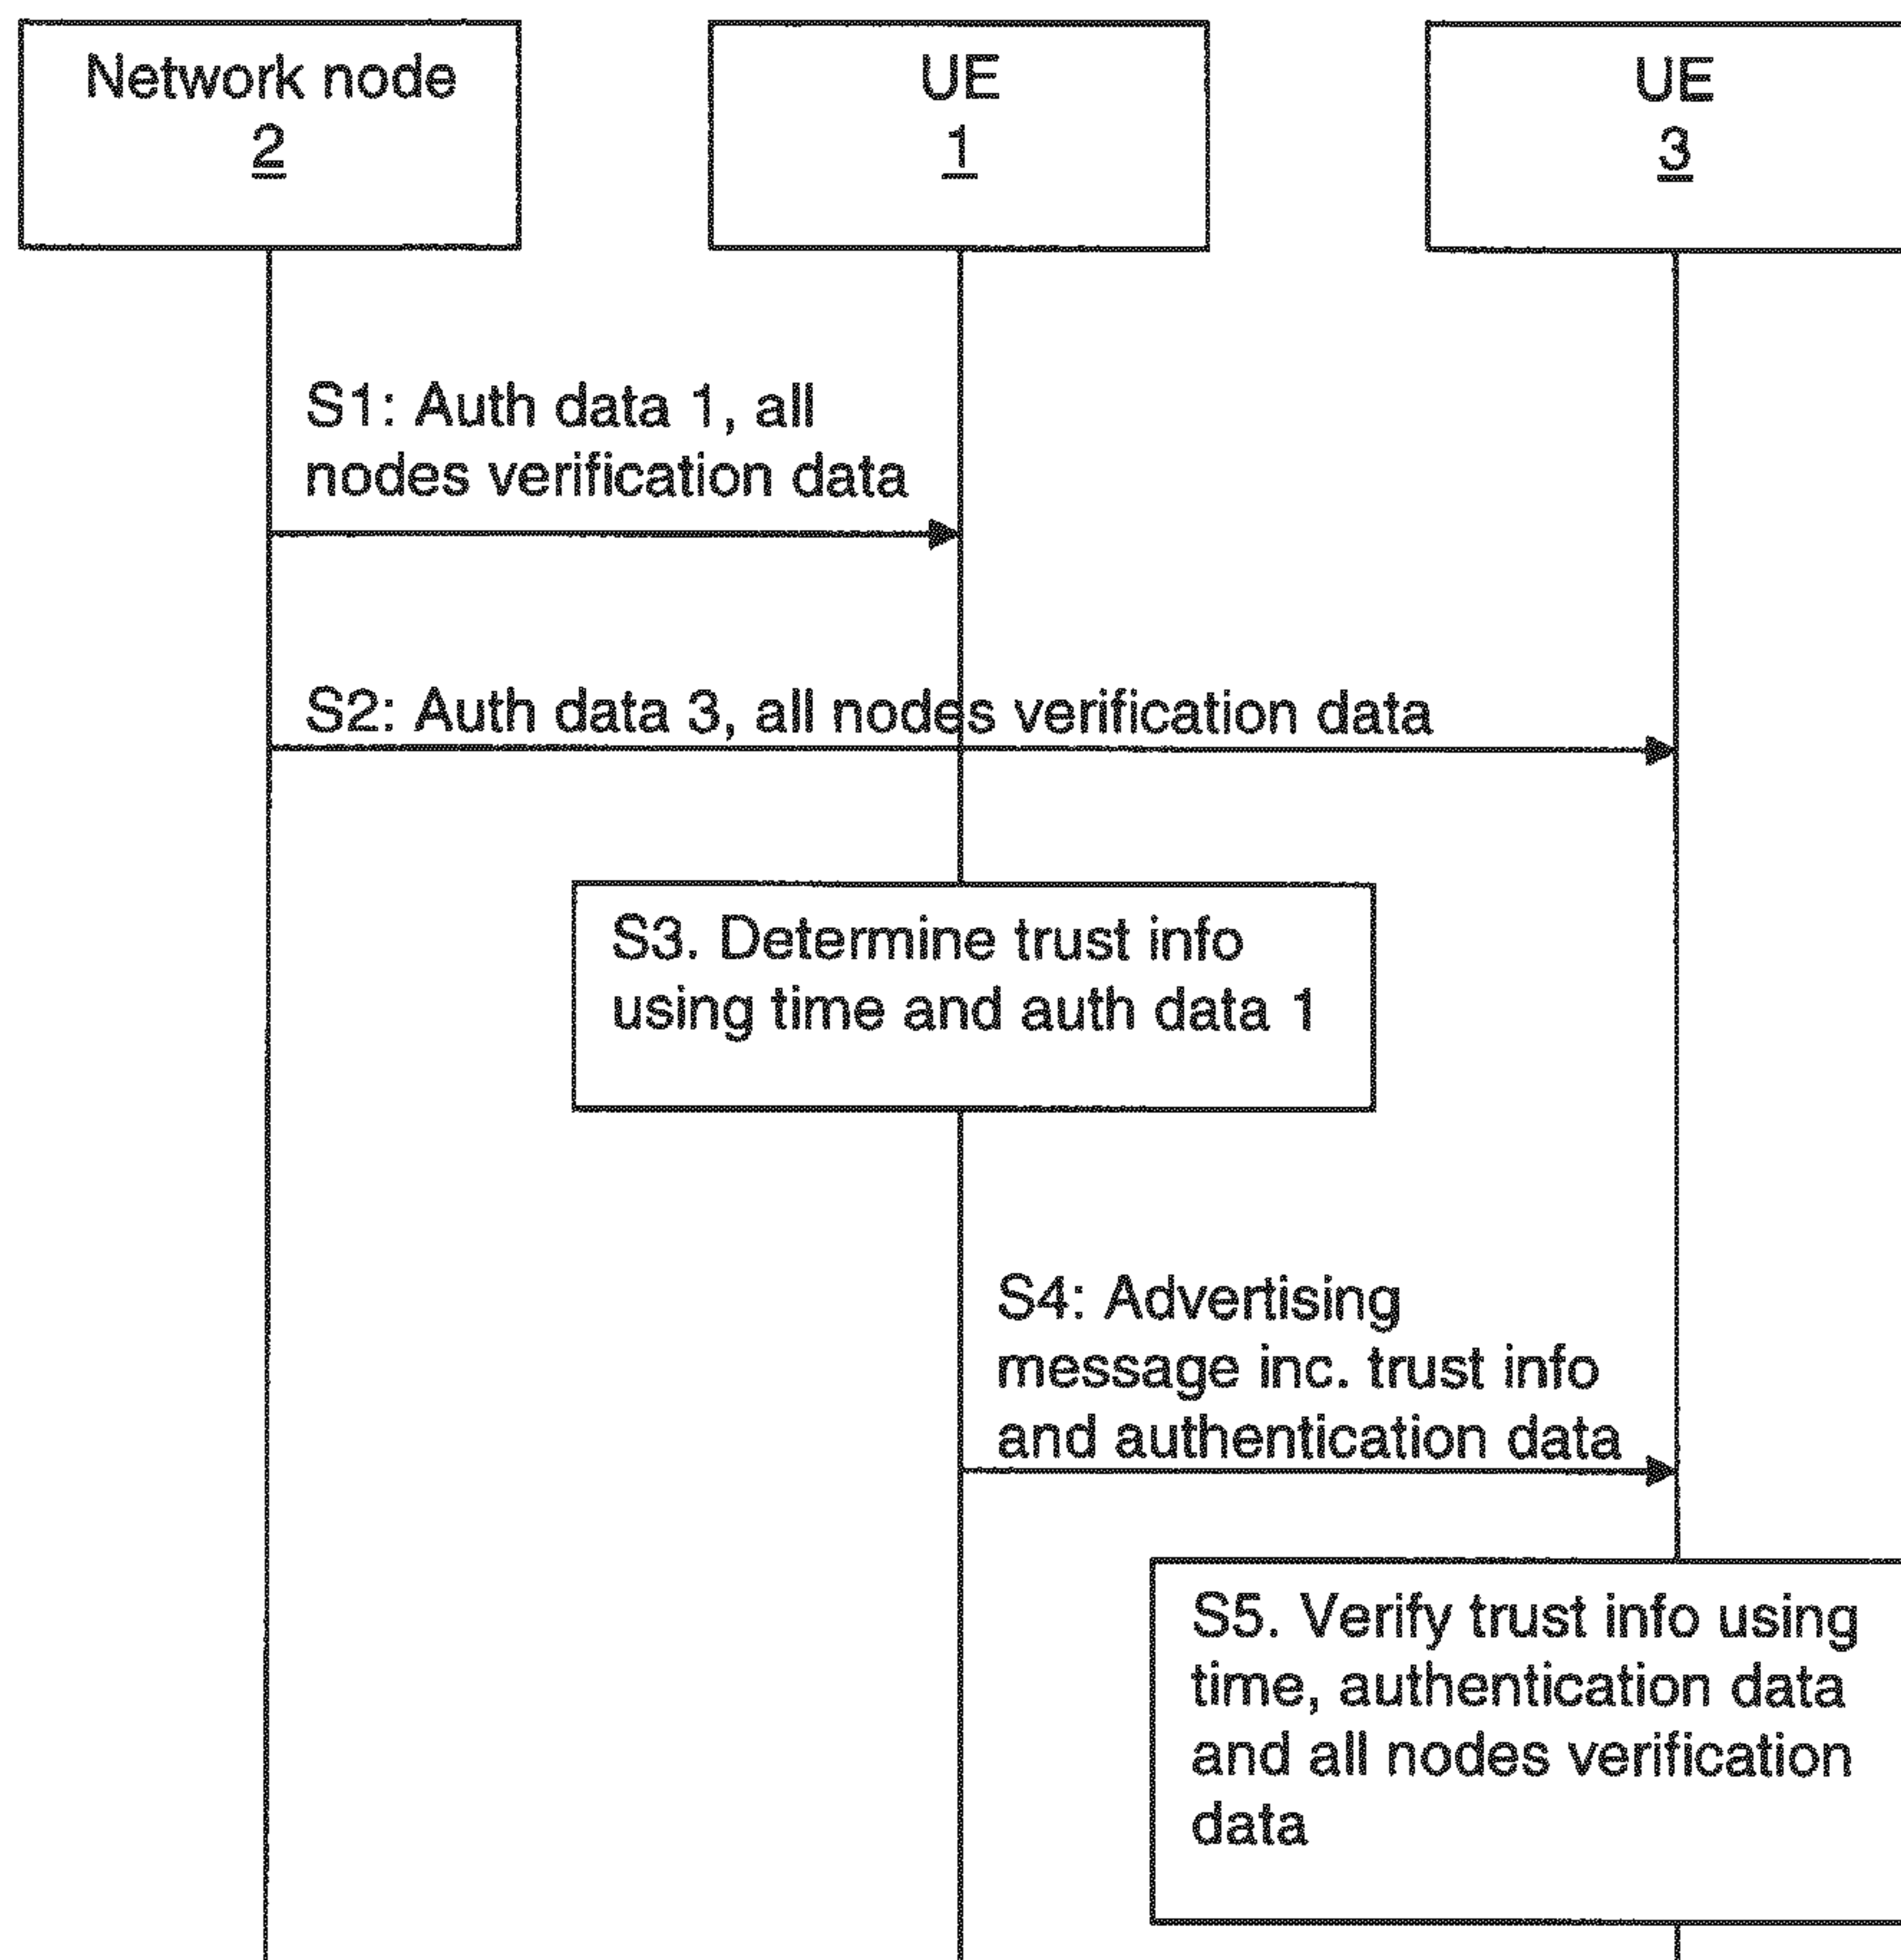 Network node
2
UE
1
UE
3
S1: Auth data 1, all
nodes verification data
S2: Auth data 3, all nodes verification data
S3. Determine trust info
using time and auth data 1
S4: Advertising
message inc. trust info
and authentication data
S5. Verify trust info using
time, authentication data
and all nodes verification
data